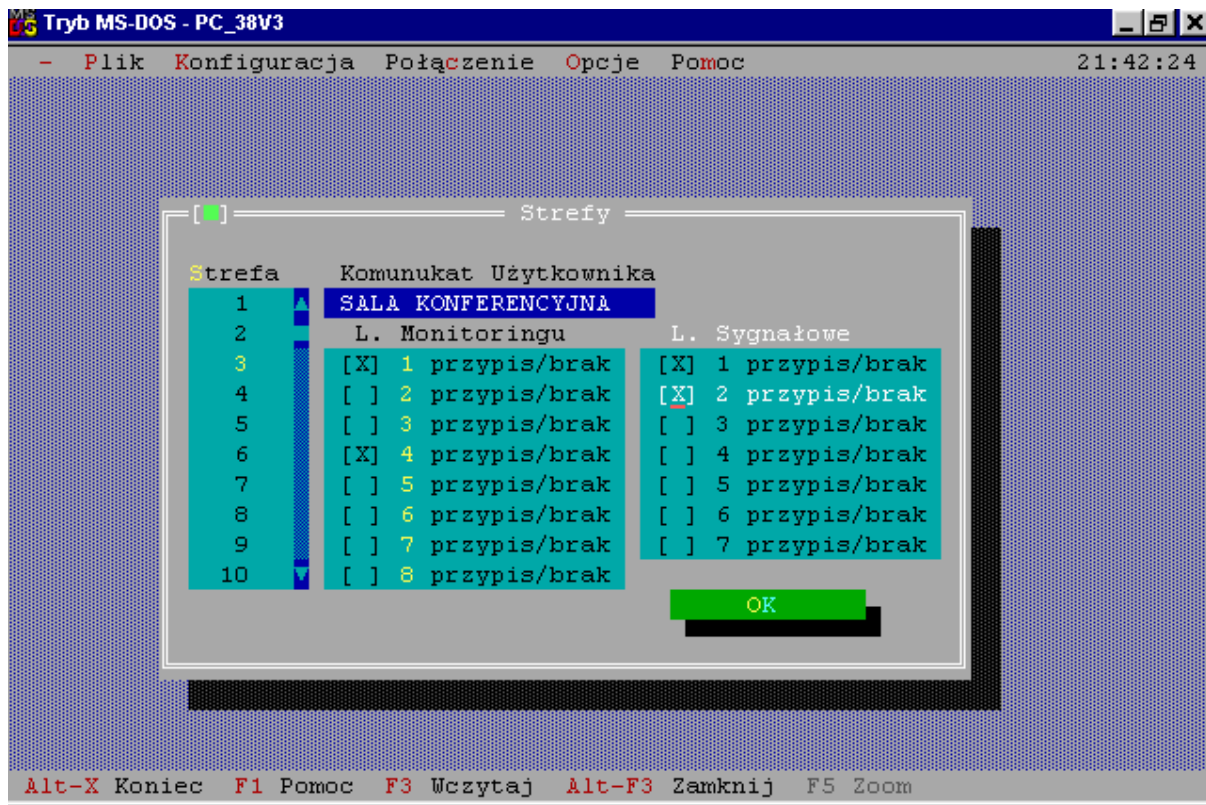 Tryb MS-DOS - PC_38V3
- Plik Konfiguracja Połączenie Opcje Pomoc 21:42:24
Strefy
Strefa Komunukat Użytkownika
1 SALA KONFERENCYJNA
2 L. Monitoringu L. Sygnałowe
3 [X] 1 przypis/brak [X] 1 przypis/brak
4 [ ] 2 przypis/brak [X] 2 przypis/brak
5 [ ] 3 przypis/brak [ ] 3 przypis/brak
6 [X] 4 przypis/brak [ ] 4 przypis/brak
7 [ ] 5 przypis/brak [ ] 5 przypis/brak
8 [ ] 6 przypis/brak [ ] 6 przypis/brak
9 [ ] 7 przypis/brak [ ] 7 przypis/brak
10 [ ] 8 przypis/brak
OK
Alt-X Koniec F1 Pomoc F3 Wczytaj Alt-F3 Zamknij F5 Zoom